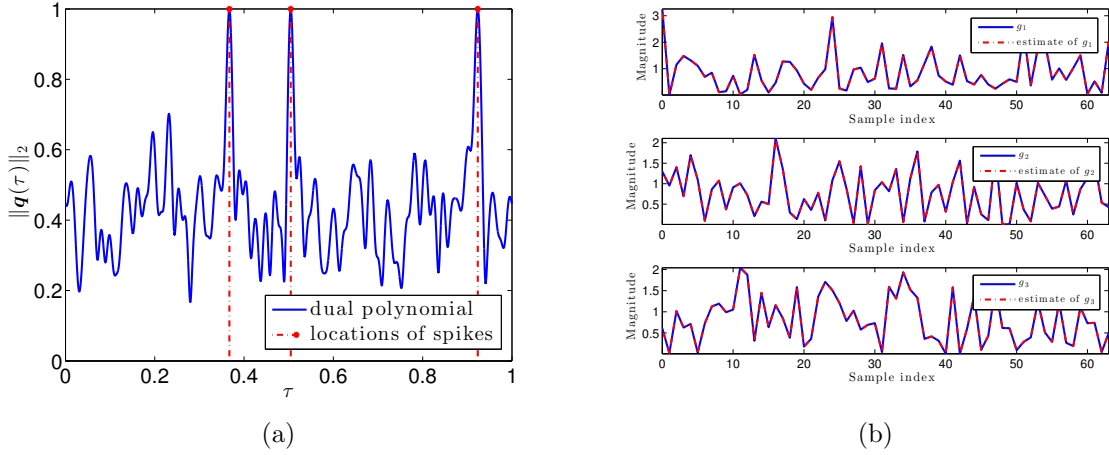 1
0.8
0.6
0.4
0.2
0
0
0.2
0.4
0.6
0.8
1
‖q(τ)‖₂
τ
dual polynomial
locations of spikes
(a)
3
2
1
Magnitude
g₁
estimate of g₁
0
10
20
30
40
50
60
Sample index
2
1.5
1
0.5
Magnitude
g₂
estimate of g₂
0
10
20
30
40
50
60
Sample index
2
1.5
1
0.5
Magnitude
g₃
estimate of g₃
0
10
20
30
40
50
60
Sample index
(b)